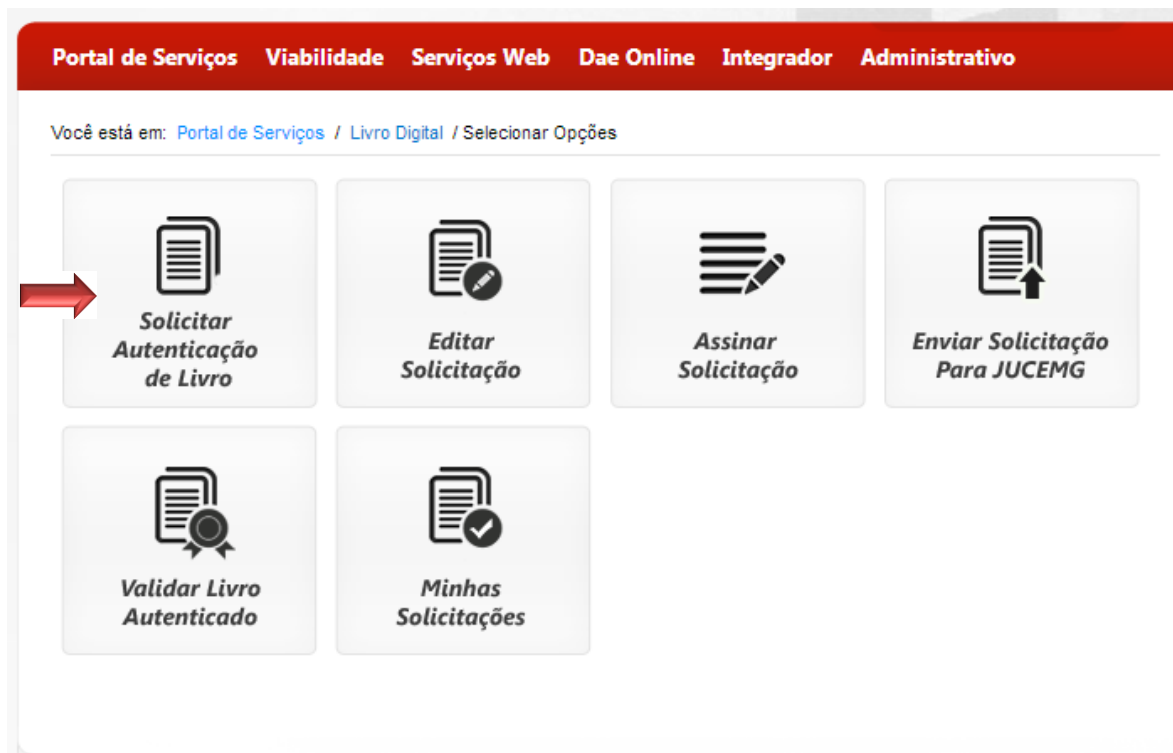 Portal de Serviços Viabilidade Serviços Web Dae Online Integrador Administrativo
Você está em: Portal de Serviços / Livro Digital / Selecionar Opções
Solicitar
Autenticação
de Livro
Editar
Solicitação
Assinar
Solicitação
Enviar Solicitação
Para JUCEMG
Validar Livro
Autenticado
Minhas
Solicitações